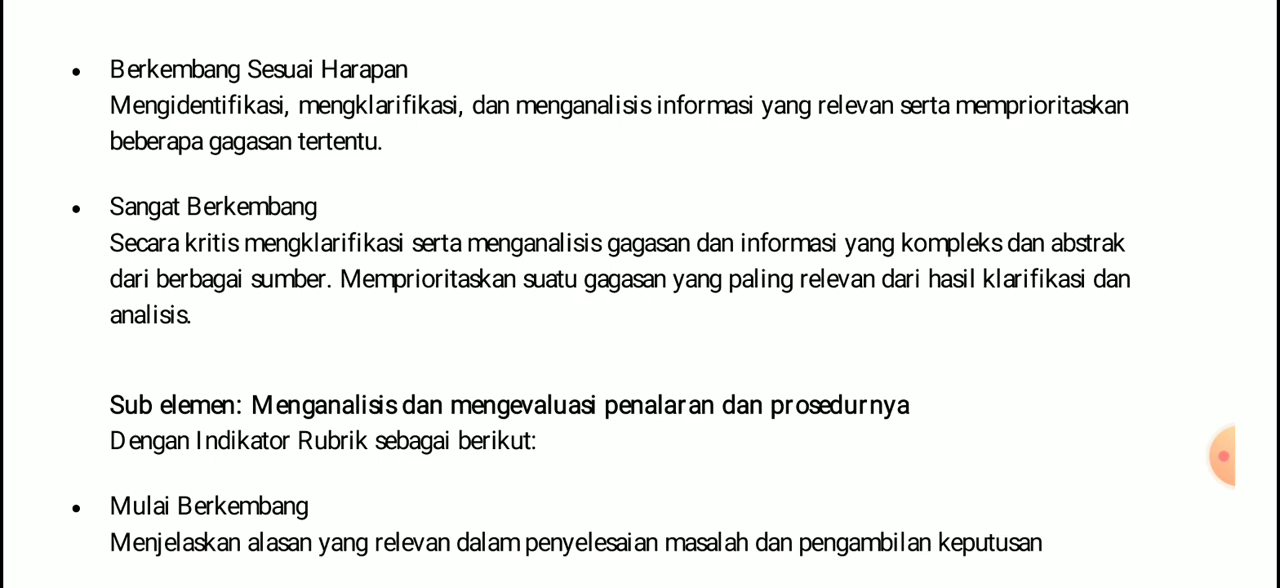 • Berkembang Sesuai Harapan
Mengidentifikasi, mengklarifikasi, dan menganalisis informasi yang relevan serta memprioritaskan
beberapa gagasan tertentu.
• Sangat Berkembang
Secara kritis mengklarifikasi serta menganalisis gagasan dan informasi yang kompleks dan abstrak
dari berbagai sumber. Memprioritaskan suatu gagasan yang paling relevan dari hasil klarifikasi dan
analisis.
Sub elemen: Menganalisis dan mengevaluasi penalaran dan prosedurnya
Dengan Indikator Rubrik sebagai berikut:
• Mulai Berkembang
Menjelaskan alasan yang relevan dalam penyelesaian masalah dan pengambilan keputusan